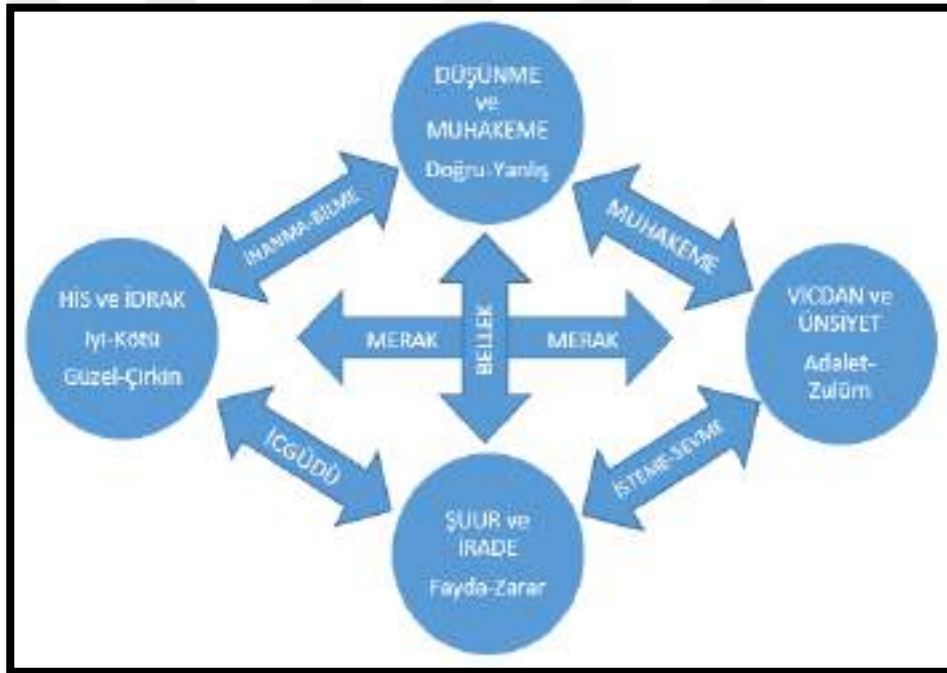 DÜŞÜNME
ve
MUHAKEME
Doğru-Yanlış
İNANMA-BİLME
MUHAKEME
HİS ve İDRAK
İyi-Kötü
Güzel-Çirkin
MERAK
BELLEK
MERAK
VİCDAN ve
ÜNSİYET
Adalet-
Zulüm
İÇGÜDÜ
İSTEME-SEVME
ŞUUR ve
İRADE
Fayda-Zarar